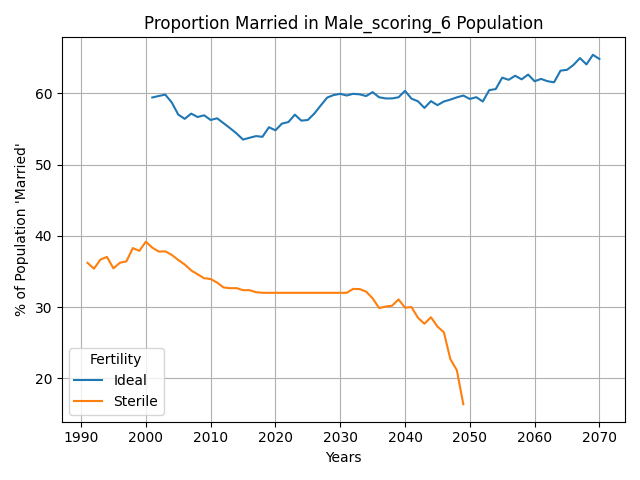 Proportion Married in Male_scoring_6 Population
% of Population 'Married'
60
50
40
30
20
Fertility
Ideal
Sterile
1990 2000 2010 2020 2030 2040 2050 2060 2070
Years